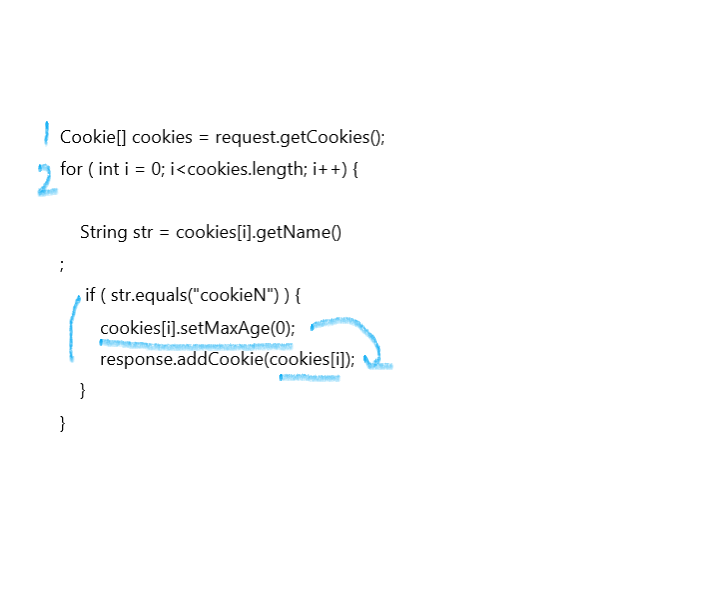 1 Cookie[] cookies = request.getCookies();
2 for ( int i = 0; i<cookies.length; i++) {
String str = cookies[i].getName()
;
if ( str.equals("cookieN") ) {
cookies[i].setMaxAge(0);
response.addCookie(cookies[i]);
}
}